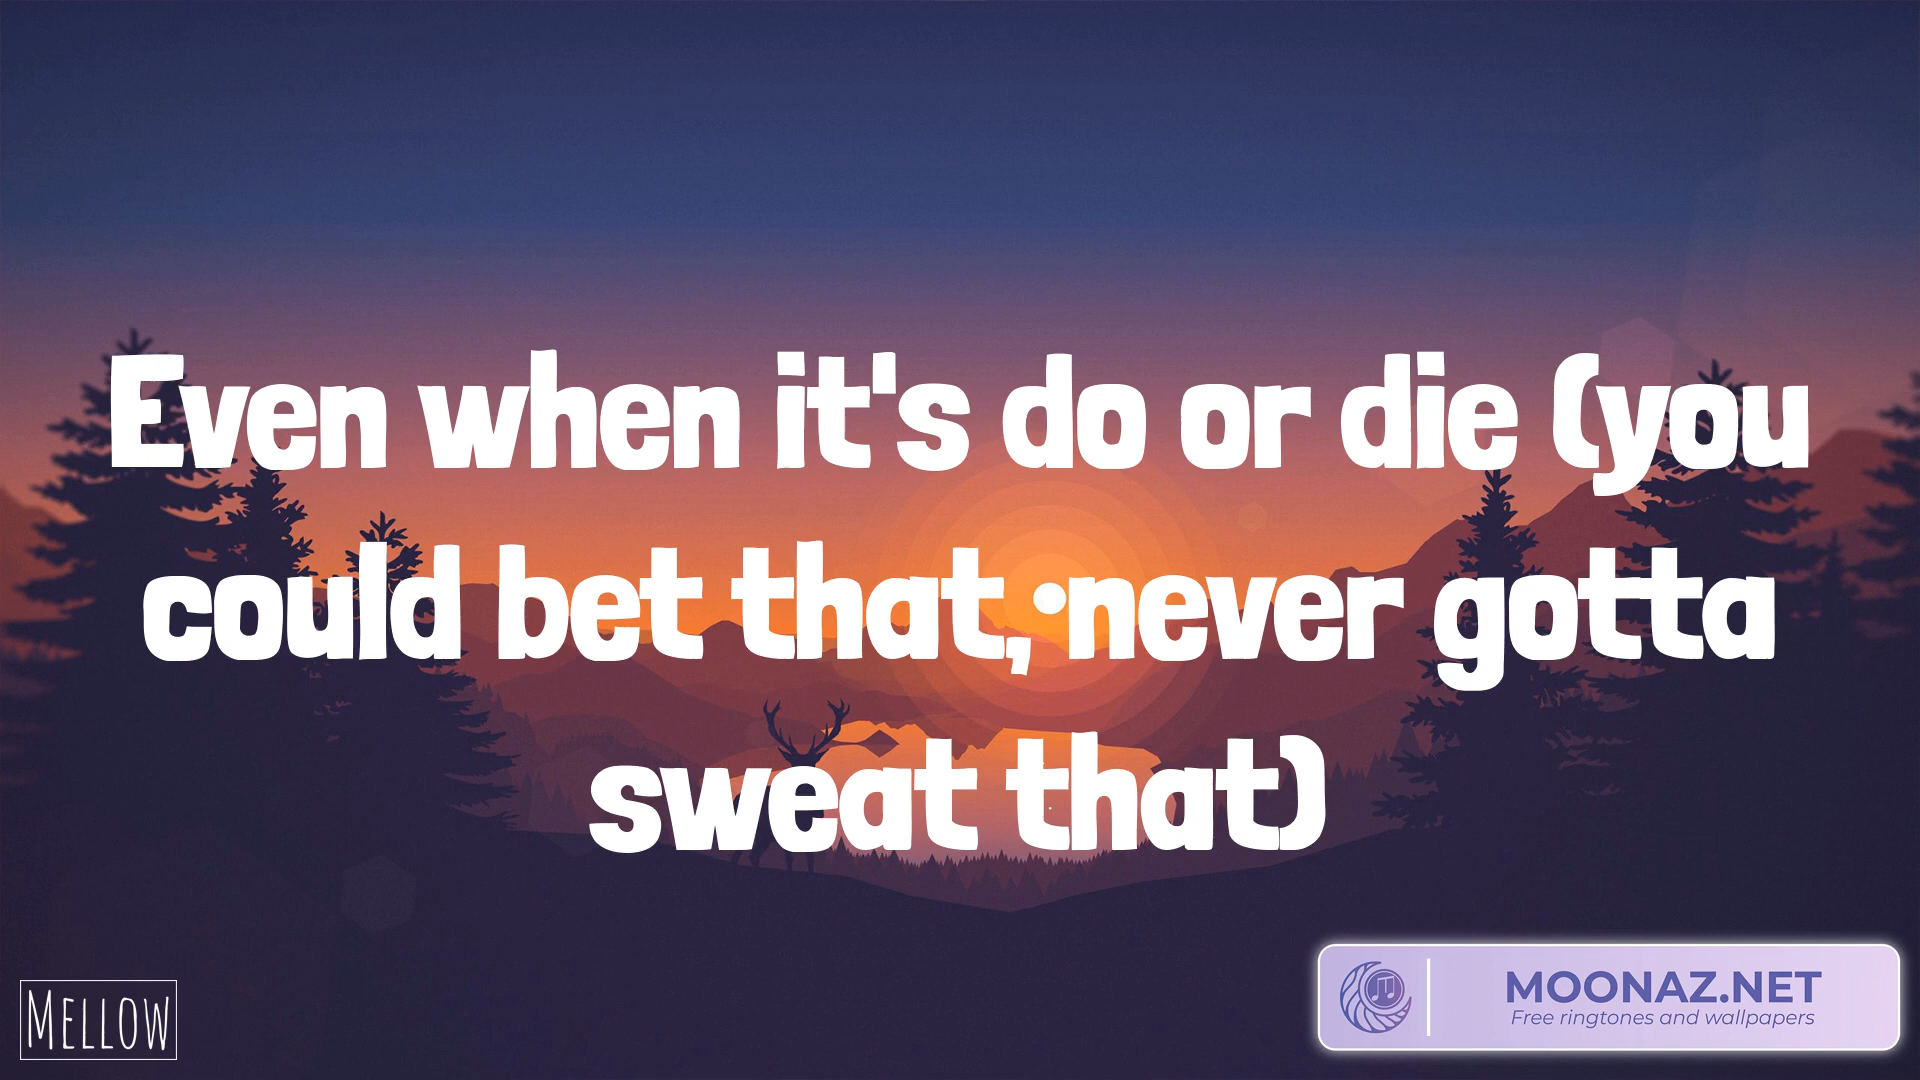 Even when it's do or die (you
could bet that, never gotta
sweat that)
MELLOW
MOONAZ.NET
Free ringtones and wallpapers